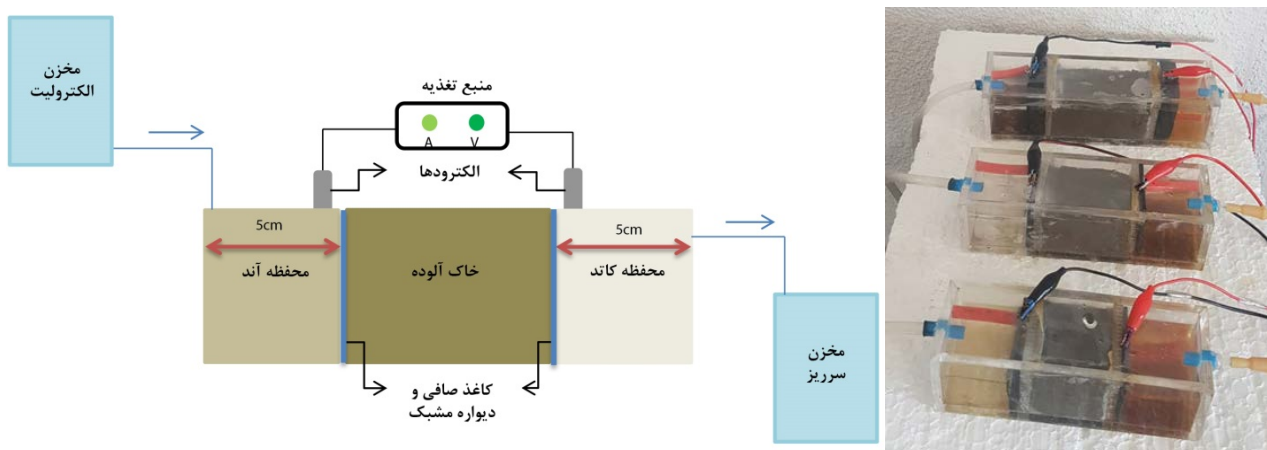 مخزن
الکترولیت
منبع تغذیه
A
V
الکترودها
5cm
محفظه آند
خاک آلوده
5cm
محفظه کاتد
کاغذ صافی و
دیواره مشبک
مخزن
سرریز